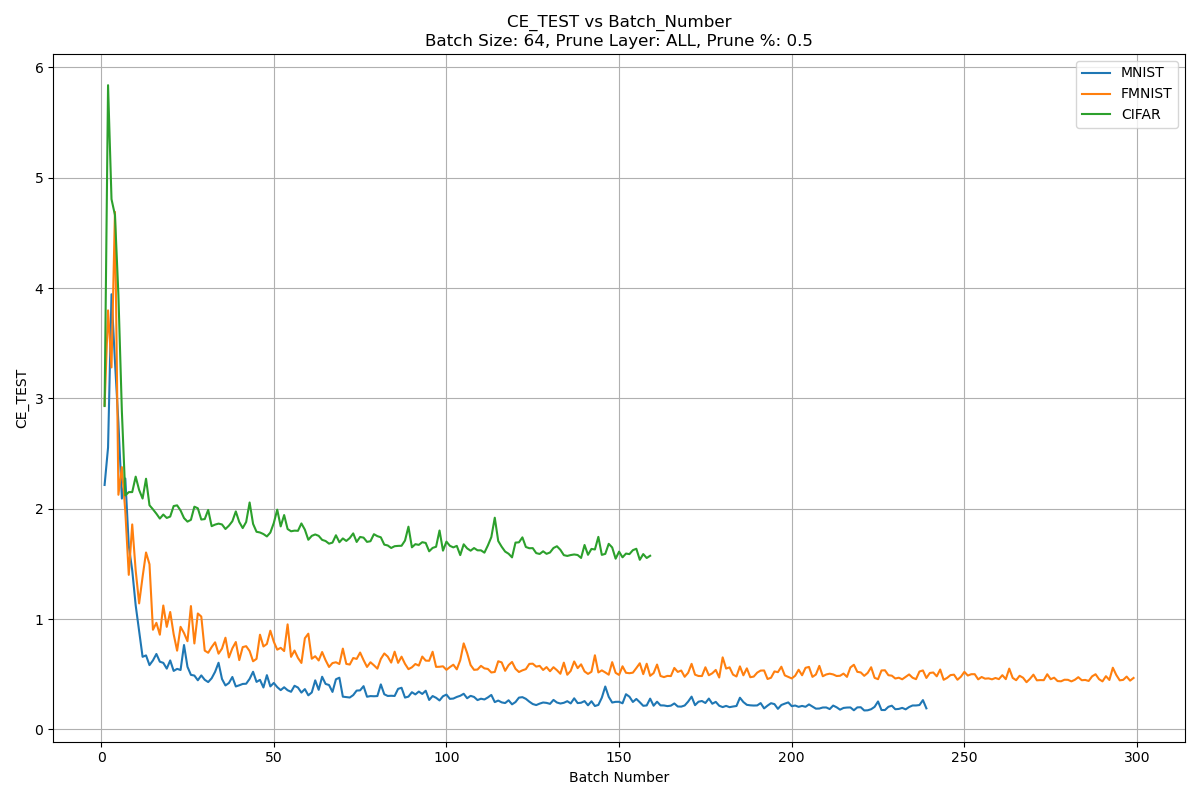 CE_TEST vs Batch_Number
Batch Size: 64, Prune Layer: ALL, Prune %: 0.5
MNIST
FMNIST
CIFAR
6
5
4
3
2
1
0
CE_TEST
0 50 100 150 200 250 300
Batch Number